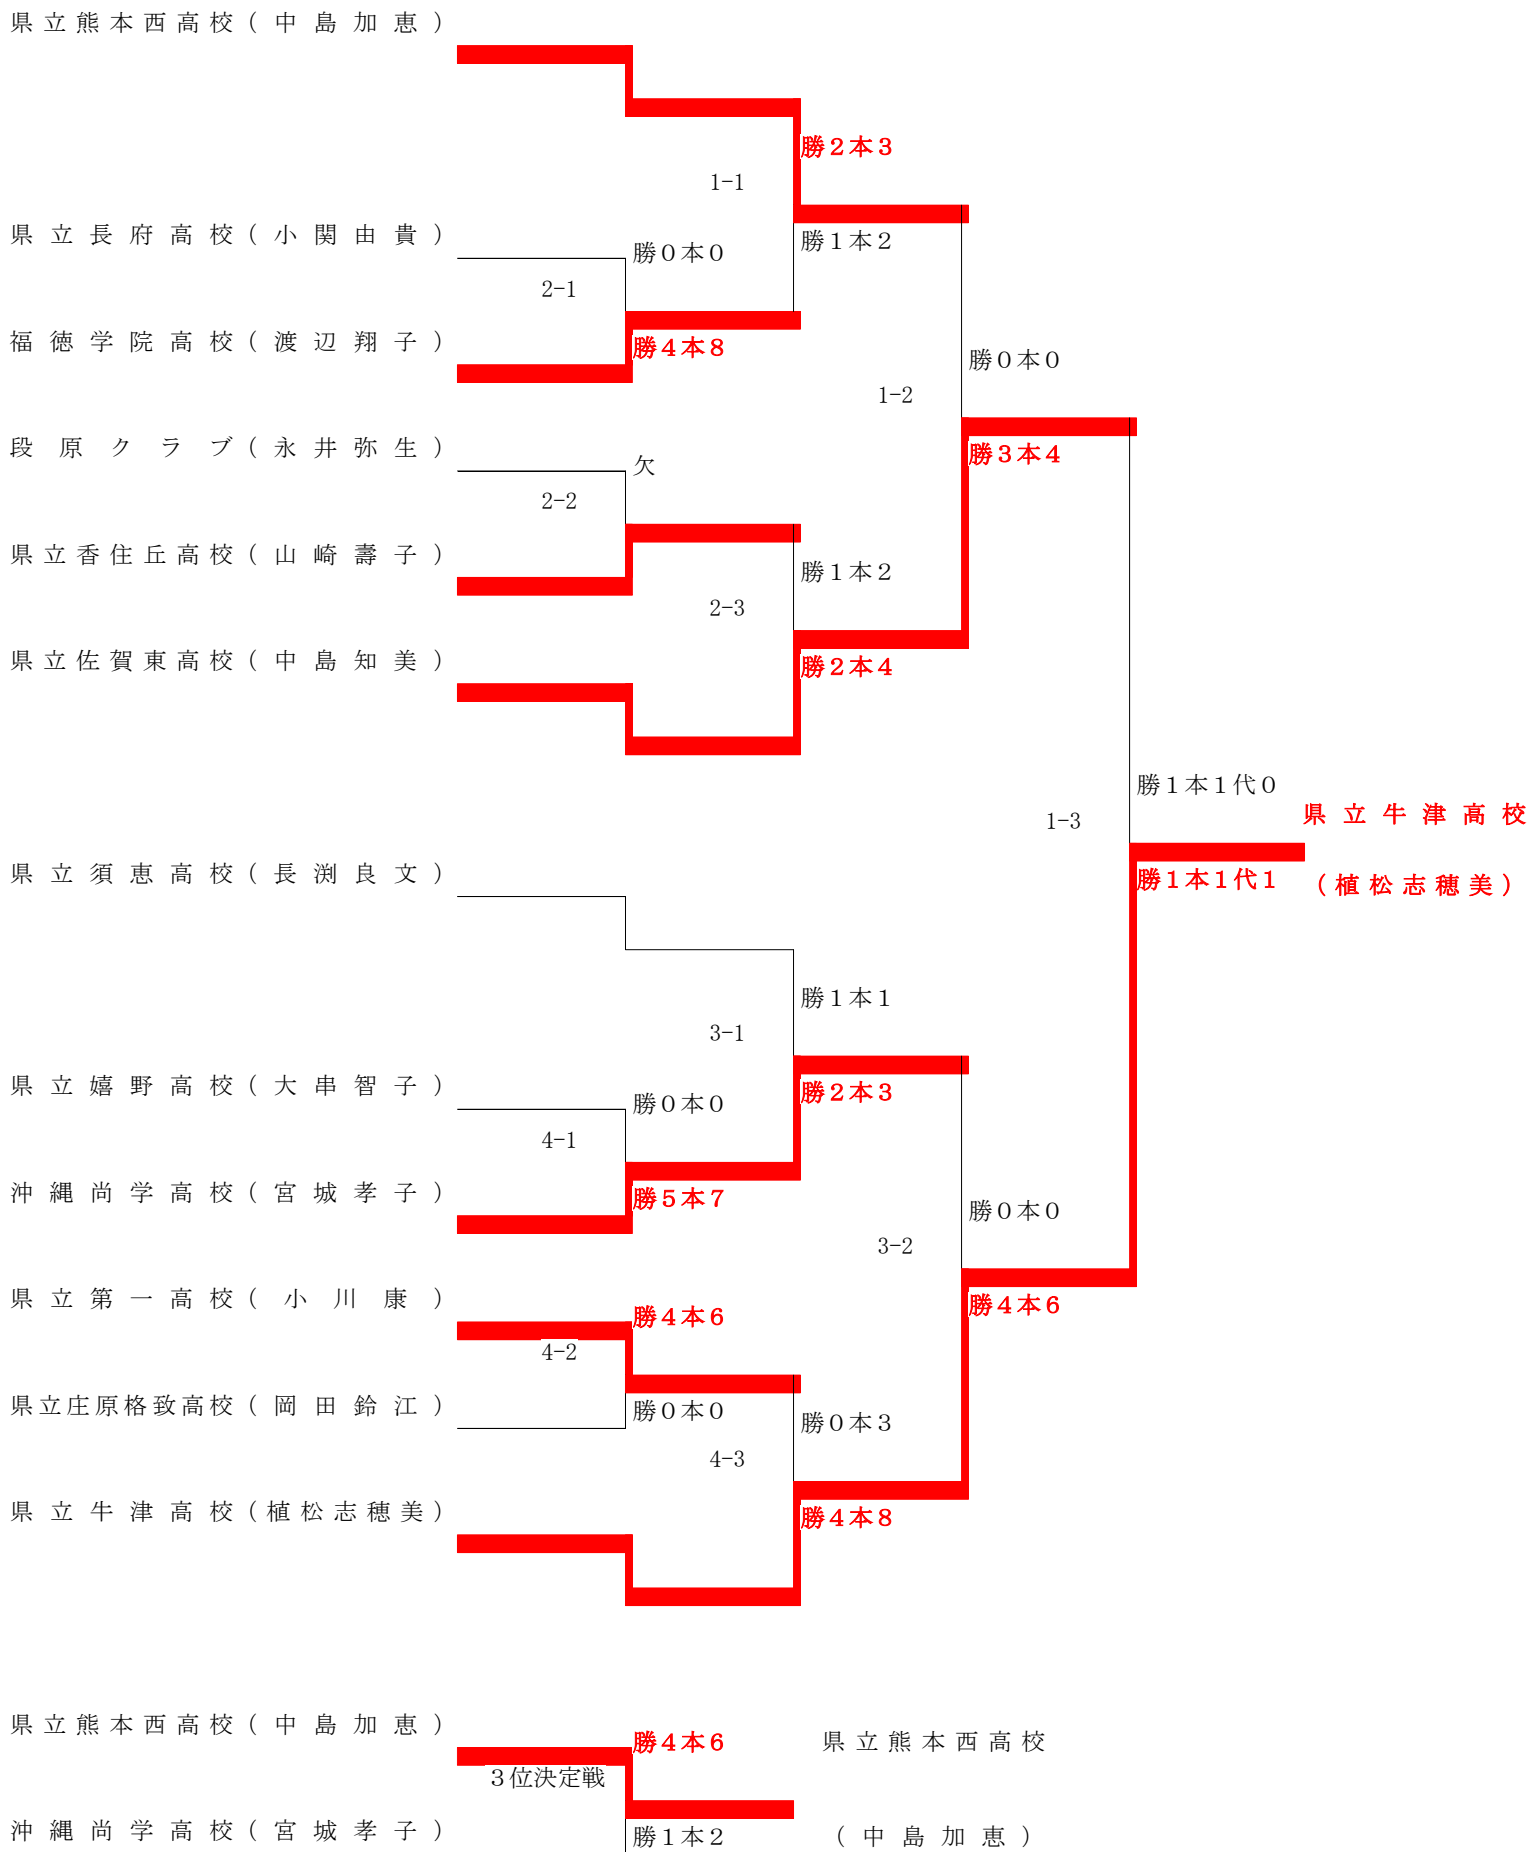 県立熊本西高校(中島加恵)
勝２本３
1-1
県立長府高校(小関由貴)
勝０本０
勝１本２
2-1
福徳学院高校(渡辺翔子)
勝４本８
勝０本０
1-2
段原クラブ(永井弥生)
欠
勝３本４
2-2
県立香住丘高校(山崎壽子)
勝１本２
2-3
県立佐賀東高校(中島知美)
勝２本４
勝１本１代０
県立牛津高校
1-3
県立須恵高校(長渕良文)
勝１本１代１
(植松志穂美)
勝１本１
3-1
県立嬉野高校(大串智子)
勝０本０
勝２本３
4-1
沖縄尚学高校(宮城孝子)
勝５本７
勝０本０
3-2
県立第一高校(小川康)
勝４本６
勝４本６
4-2
県立庄原格致高校(岡田鈴江)
勝０本０
勝０本３
4-3
県立牛津高校(植松志穂美)
勝４本８
県立熊本西高校(中島加恵)
勝４本６
県立熊本西高校
３位決定戦
沖縄尚学高校(宮城孝子)
勝１本２
(中島加恵)